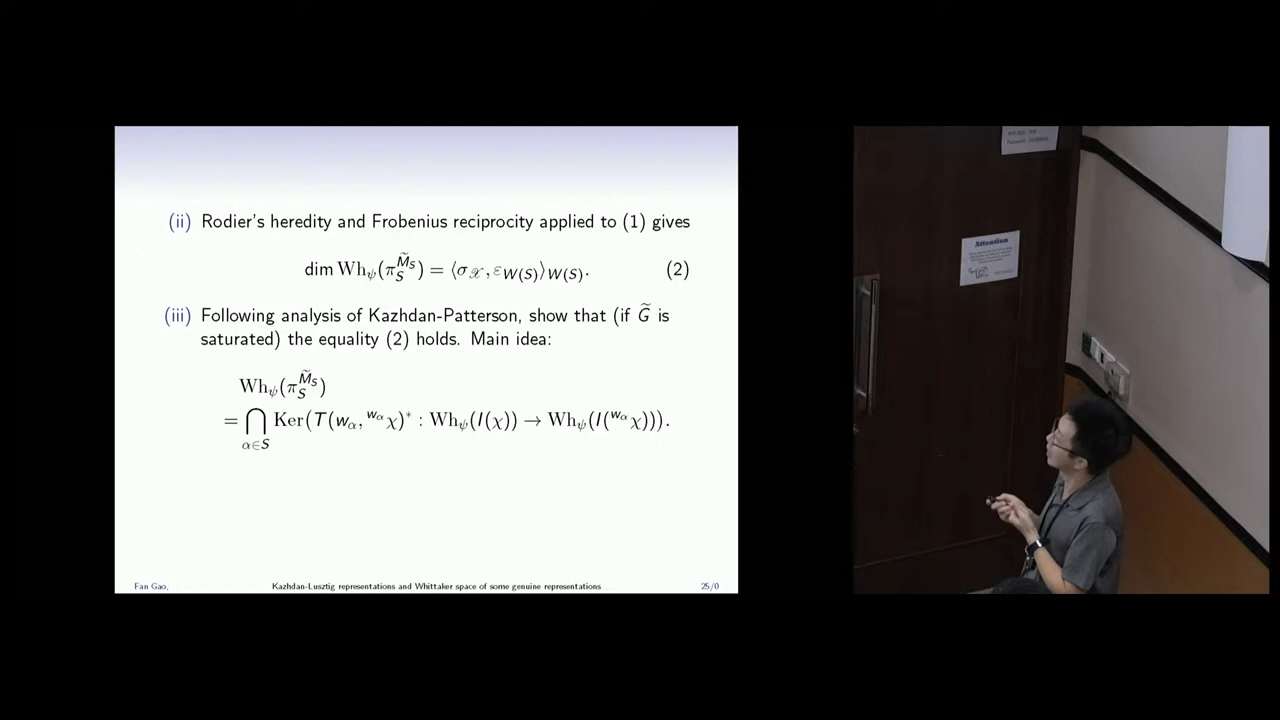 (ii) Rodier's heredity and Frobenius reciprocity applied to (1) gives
dim Wh_ψ(π_S^{M̃_S}) = ⟨σ_𝒳, ε_{W(S)}⟩_{W(S)}. (2)
(iii) Following analysis of Kazhdan-Patterson, show that (if G̃ is
saturated) the equality (2) holds. Main idea:
Wh_ψ(π_S^{M̃_S})
= ⋂_{α∈S} Ker(T(w_α, ^{w_α}χ)* : Wh_ψ(I(χ)) → Wh_ψ(I(^{w_α}χ))).
Fan Gao, Kazhdan-Lusztig representations and Whittaker space of some genuine representations 25/0
Attention